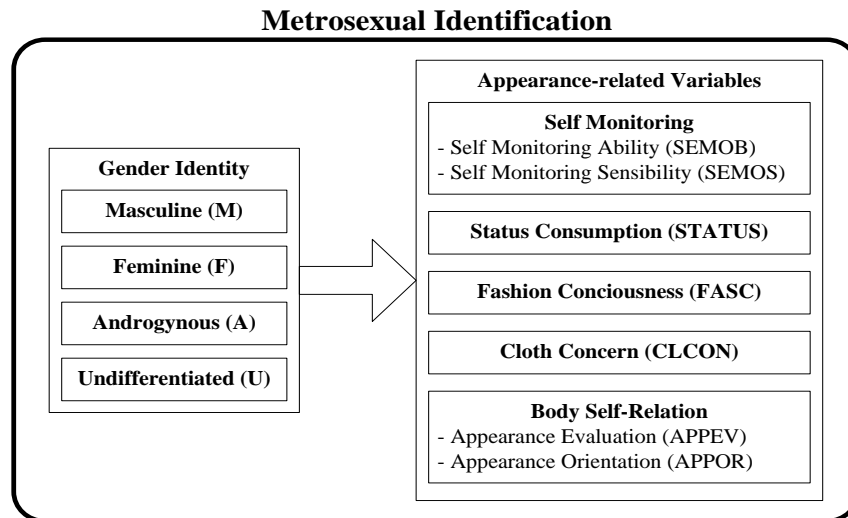 Metrosexual Identification
Gender Identity
Masculine (M)
Feminine (F)
Androgynous (A)
Undifferentiated (U)
Appearance-related Variables
Self Monitoring
- Self Monitoring Ability (SEMOB)
- Self Monitoring Sensibility (SEMOS)
Status Consumption (STATUS)
Fashion Conciousness (FASC)
Cloth Concern (CLCON)
Body Self-Relation
- Appearance Evaluation (APPEV)
- Appearance Orientation (APPOR)